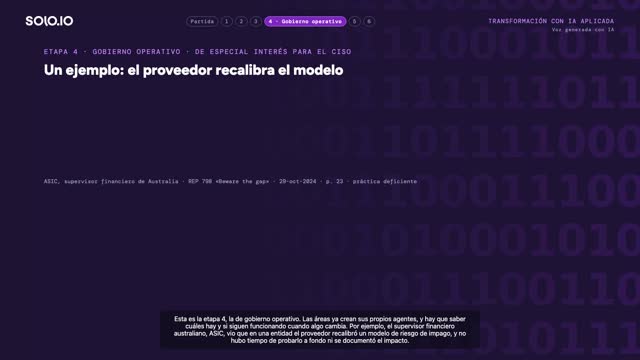 SOLO.IO
Partida 1 2 3 4 · Gobierno operativo 5 6
TRANSFORMACIÓN CON IA APLICADA
Voz generada con IA
ETAPA 4 · GOBIERNO OPERATIVO · DE ESPECIAL INTERÉS PARA EL CISO
Un ejemplo: el proveedor recalibra el modelo
ASIC, supervisor financiero de Australia · REP 798 «Beware the gap» · 29-oct-2024 · p. 23 · práctica deficiente
Esta es la etapa 4, la de gobierno operativo. Las áreas ya crean sus propios agentes, y hay que saber
cuáles hay y si siguen funcionando cuando algo cambia. Por ejemplo, el supervisor financiero
australiano, ASIC, vio que en una entidad el proveedor recalibró un modelo de riesgo de impago, y no
hubo tiempo de probarlo a fondo ni se documentó el impacto.